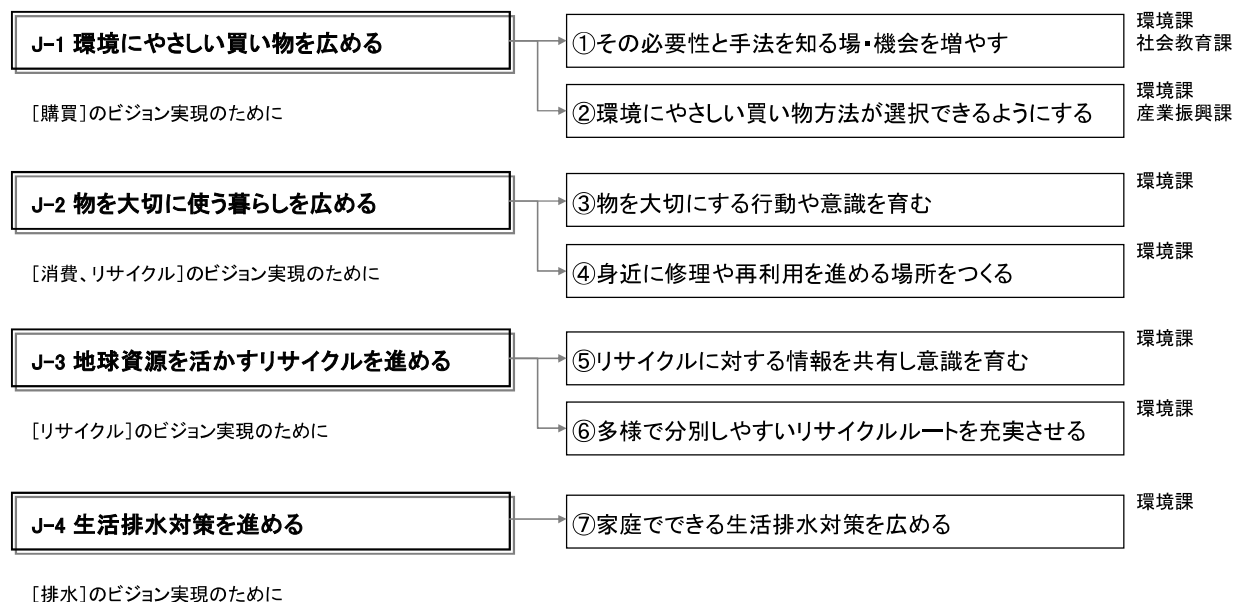 J-1 環境にやさしい買い物を広める
[購買]のビジョン実現のために
①その必要性と手法を知る場・機会を増やす
環境課
社会教育課
②環境にやさしい買い物方法が選択できるようにする
環境課
産業振興課
J-2 物を大切に使う暮らしを広める
[消費、リサイクル]のビジョン実現のために
③物を大切にする行動や意識を育む
環境課
④身近に修理や再利用を進める場所をつくる
環境課
J-3 地球資源を活かすリサイクルを進める
[リサイクル]のビジョン実現のために
⑤リサイクルに対する情報を共有し意識を育む
環境課
⑥多様で分別しやすいリサイクルルートを充実させる
環境課
J-4 生活排水対策を進める
[排水]のビジョン実現のために
⑦家庭でできる生活排水対策を広める
環境課